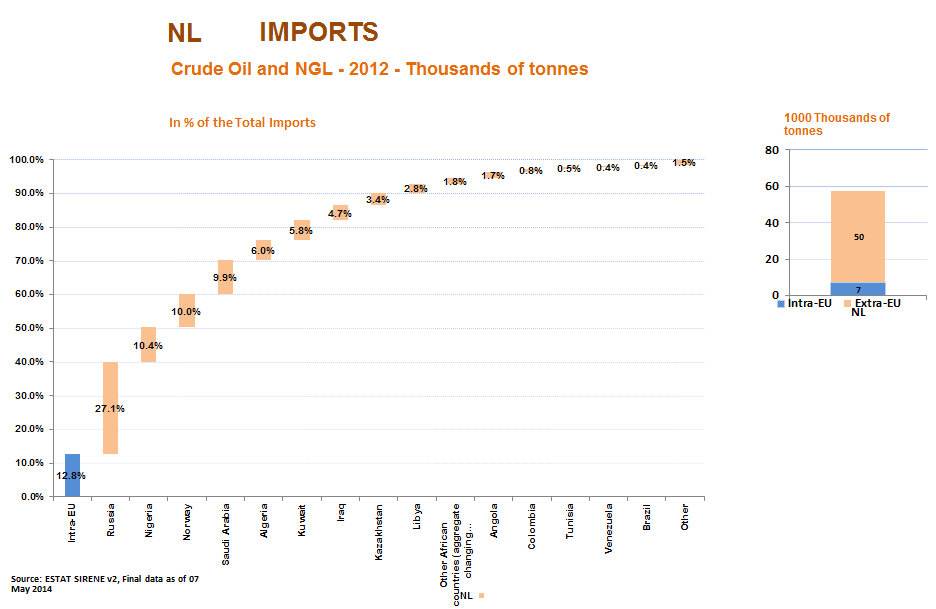 NL IMPORTS
Crude Oil and NGL - 2012 - Thousands of tonnes
In % of the Total Imports
100.0%
90.0%
80.0%
70.0%
60.0%
50.0%
40.0%
30.0%
20.0%
10.0%
0.0%
12.8%
27.1%
10.4%
10.0%
9.9%
6.0%
5.8%
4.7%
3.4%
2.8%
1.8%
1.7%
0.8%
0.5%
0.4%
0.4%
1.5%
Intra-EU
Russia
Nigeria
Norway
Saudi Arabia
Algeria
Kuwait
Iraq
Kazakhstan
Libya
Other African
countries (aggregate
changing...
Angola
Colombia
Tunisia
Venezuela
Brazil
Other
NL
1000 Thousands of
tonnes
80
60
40
20
0
50
7
Intra-EU Extra-EU
NL
Source: ESTAT SIRENE v2, Final data as of 07
May 2014